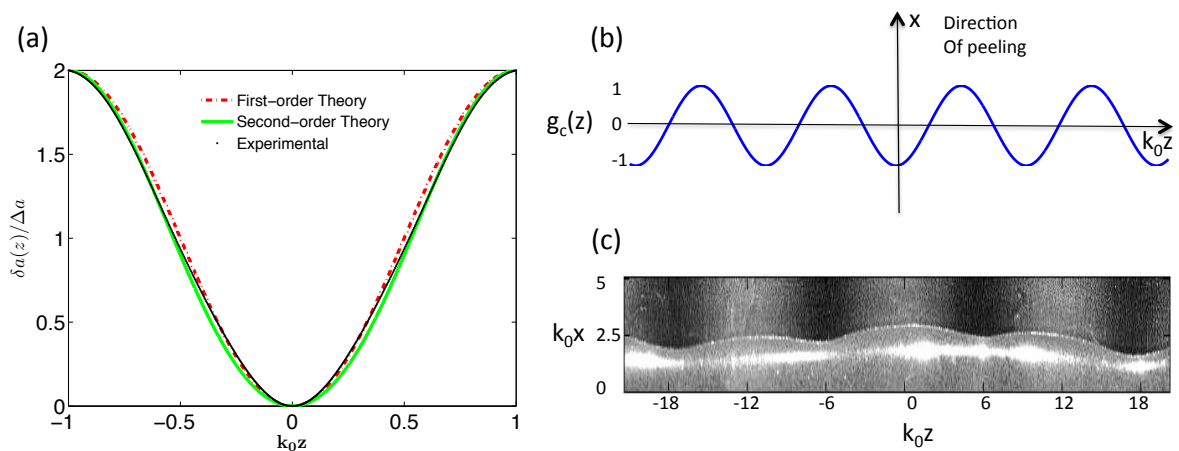 (a)
2
1.5
1
0.5
0
-1
-0.5
0
0.5
1
δa(z)/Δa
k₀z
First-order Theory
Second-order Theory
Experimental
(b)
x
Direction
Of peeling
g_c(z)
1
0
-1
k₀z
(c)
k₀x
5
2.5
0
-18
-12
-6
0
6
12
18
k₀z